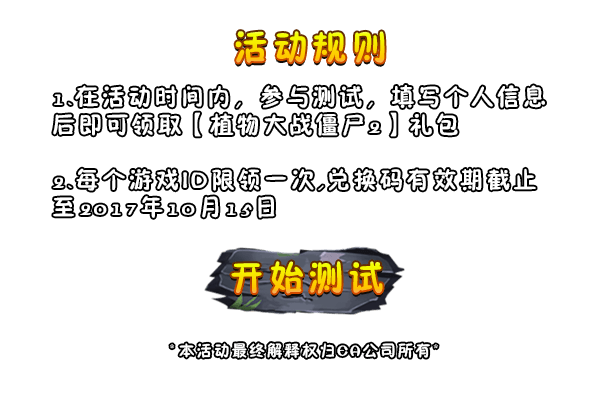 活动规则
1.在活动时间内，参与测试，填写个人信息
后即可领取【植物大战僵尸2】礼包
2.每个游戏ID限领一次,兑换码有效期截止
至2017年10月15日
开始测试
*本活动最终解释权归EA公司所有*